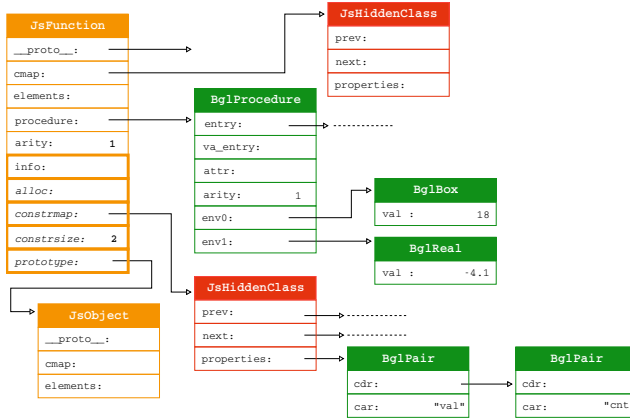 JsFunction
__proto__:
cmap:
elements:
procedure:
arity: 1
info:
alloc:
constrmap:
constrsize: 2
prototype:
JsHiddenClass
prev:
next:
properties:
BglProcedure
entry:
va_entry:
attr:
arity: 1
env0:
env1:
BglBox
val : 18
BglReal
val : -4.1
JsHiddenClass
prev:
next:
properties:
JsObject
__proto__:
cmap:
elements:
BglPair
cdr:
car: "val"
BglPair
cdr:
car: "cnt